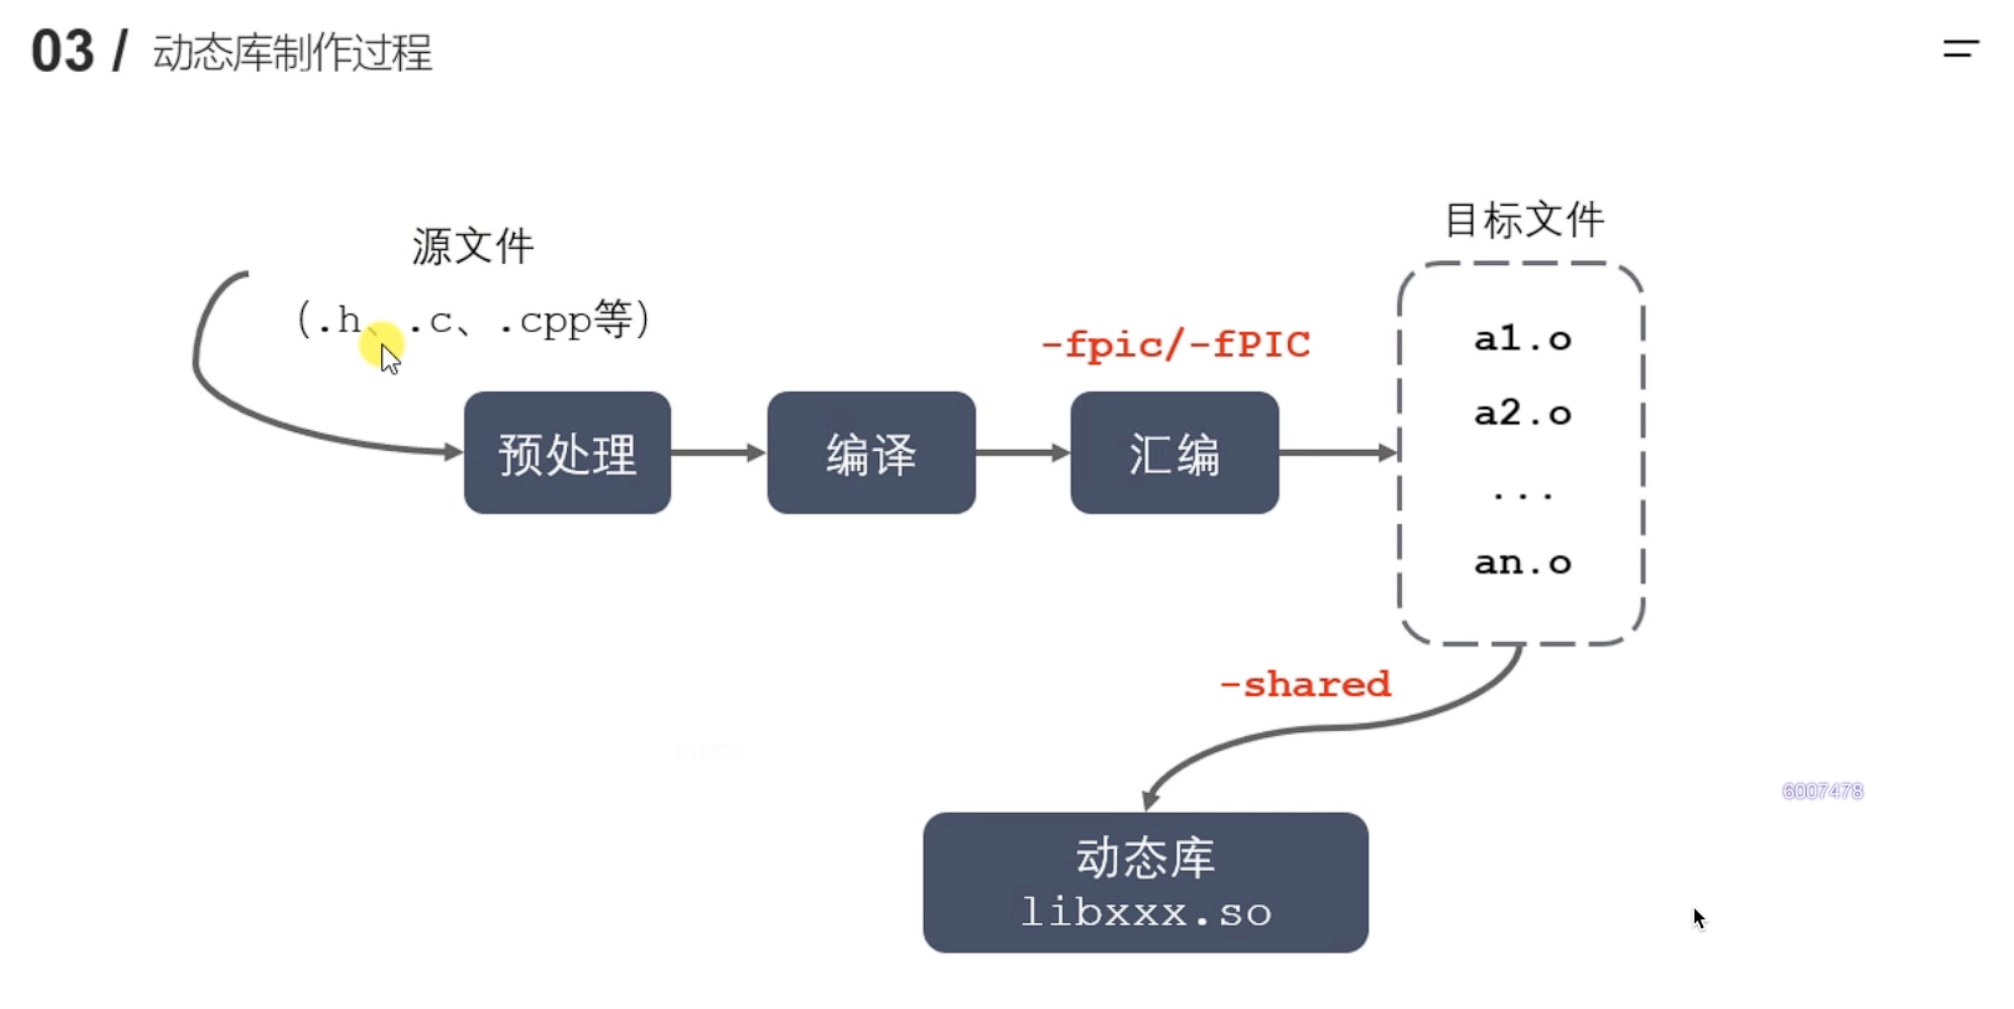 03 / 动态库制作过程
源文件
(.h、.c、.cpp等)
-fpic/-fPIC
预处理
编译
汇编
目标文件
a1.o
a2.o
...
an.o
-shared
动态库
libxxx.so
6007478